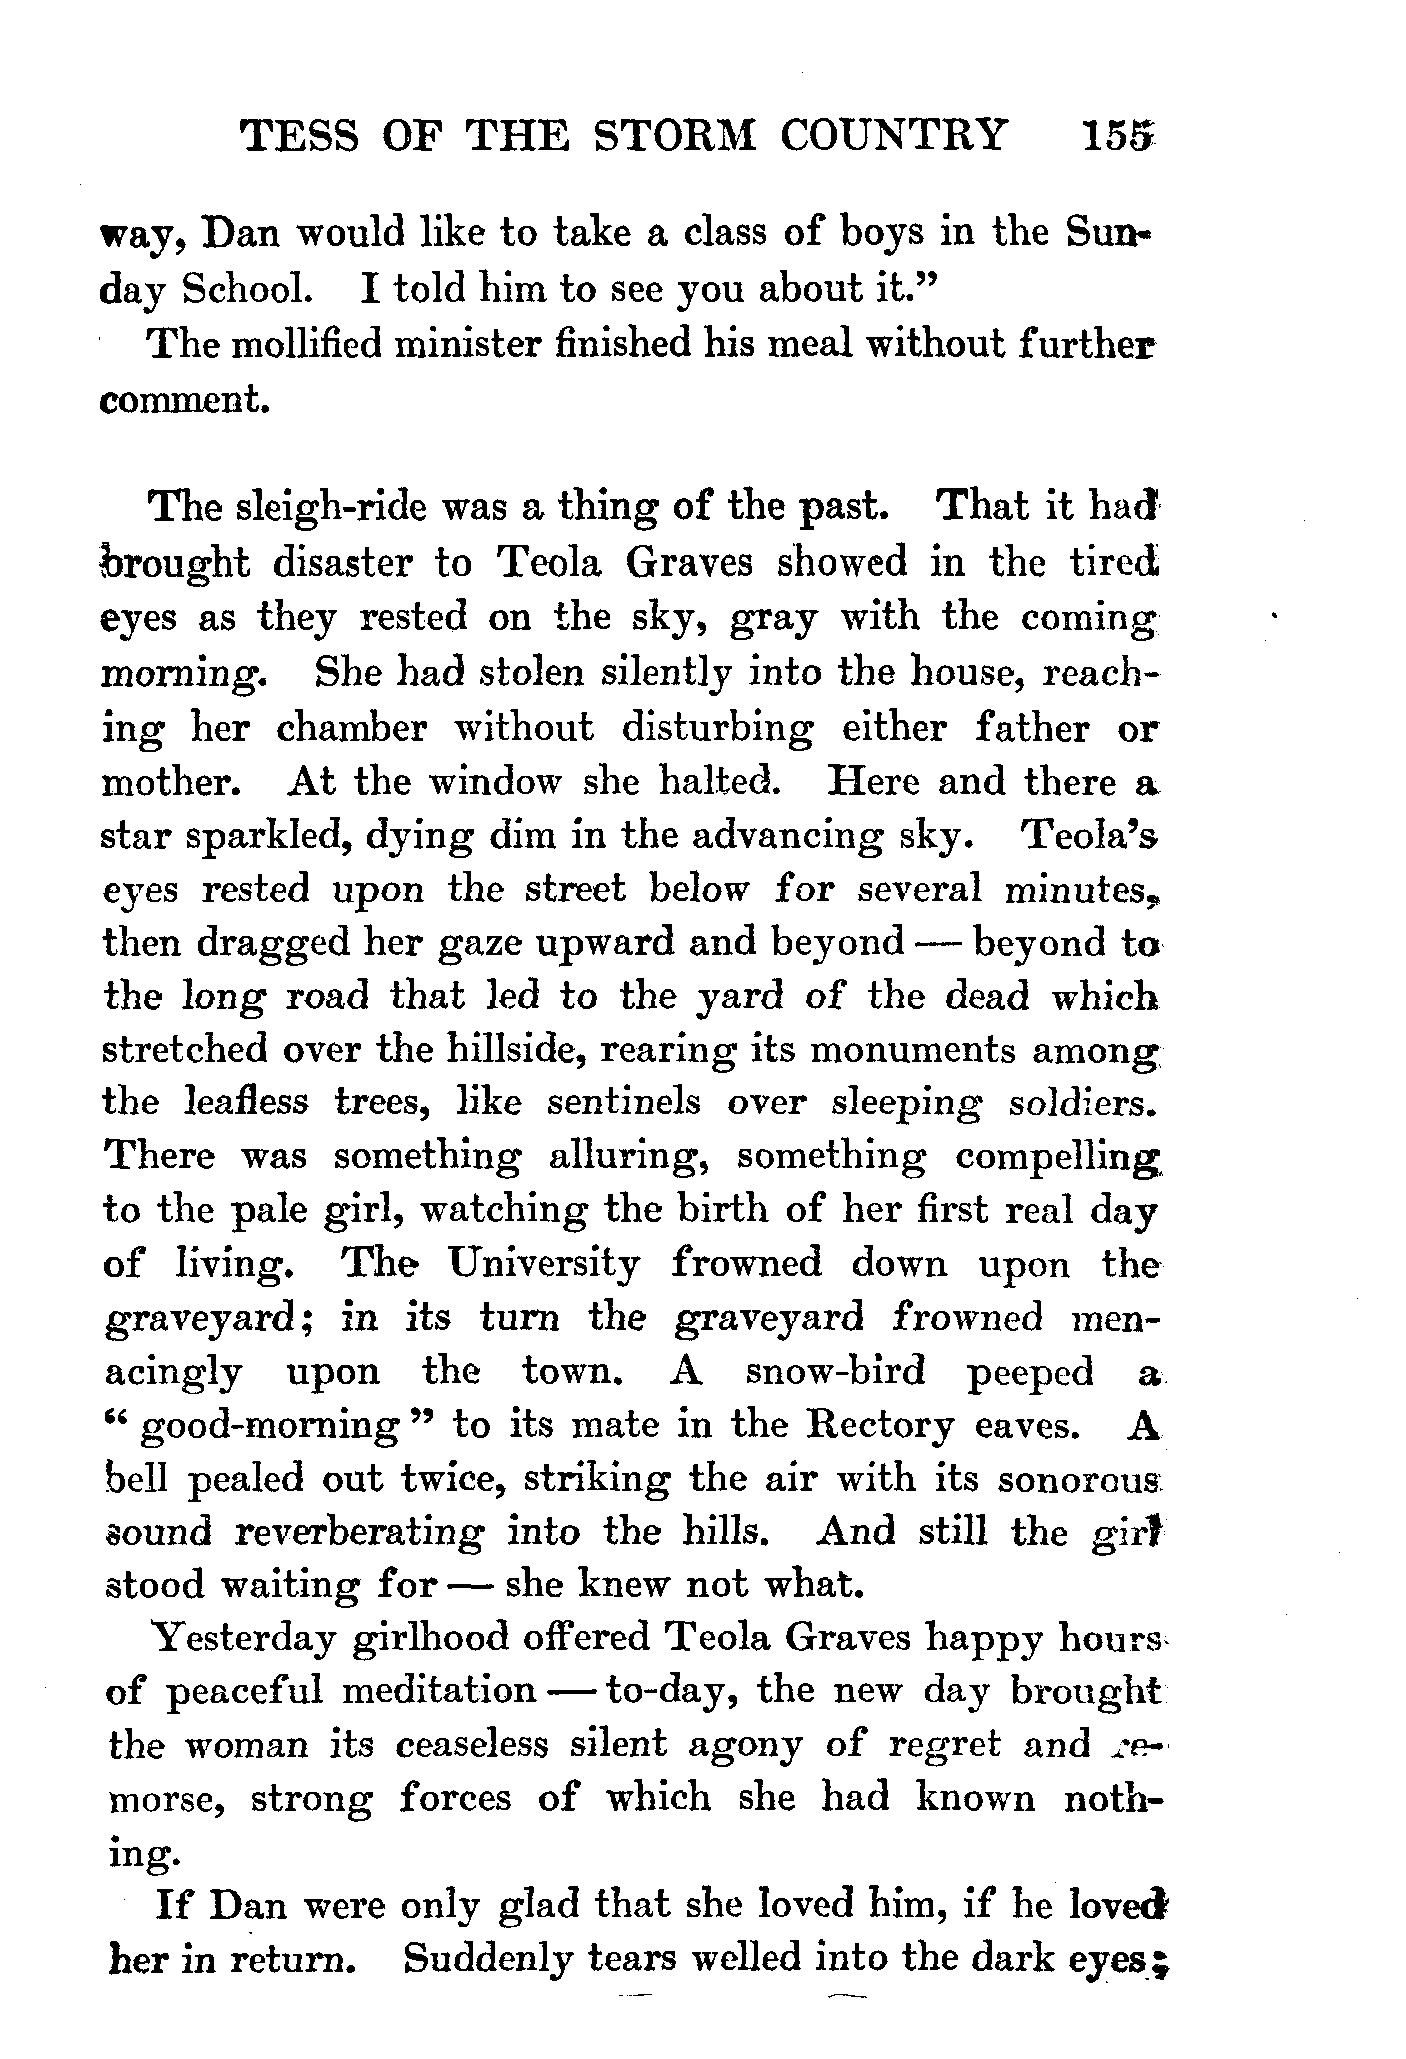 TESS OF THE STORM COUNTRY 155
way, Dan would like to take a class of boys in the Sun-
day School. I told him to see you about it.”
The mollified minister finished his meal without further
comment.
The sleigh-ride was a thing of the past. That it had
brought disaster to Teola Graves showed in the tired
eyes as they rested on the sky, gray with the coming
morning. She had stolen silently into the house, reach-
ing her chamber without disturbing either father or
mother. At the window she halted. Here and there a
star sparkled, dying dim in the advancing sky. Teola’s
eyes rested upon the street below for several minutes,
then dragged her gaze upward and beyond — beyond to
the long road that led to the yard of the dead which
stretched over the hillside, rearing its monuments among
the leafless trees, like sentinels over sleeping soldiers.
There was something alluring, something compelling
to the pale girl, watching the birth of her first real day
of living. The University frowned down upon the
graveyard; in its turn the graveyard frowned men-
acingly upon the town. A snow-bird peeped a
“ good-morning ” to its mate in the Rectory eaves. A
bell pealed out twice, striking the air with its sonorous
sound reverberating into the hills. And still the girl
stood waiting for — she knew not what.
Yesterday girlhood offered Teola Graves happy hours
of peaceful meditation — to-day, the new day brought
the woman its ceaseless silent agony of regret and re-
morse, strong forces of which she had known noth-
ing.
If Dan were only glad that she loved him, if he loved
her in return. Suddenly tears welled into the dark eyes;